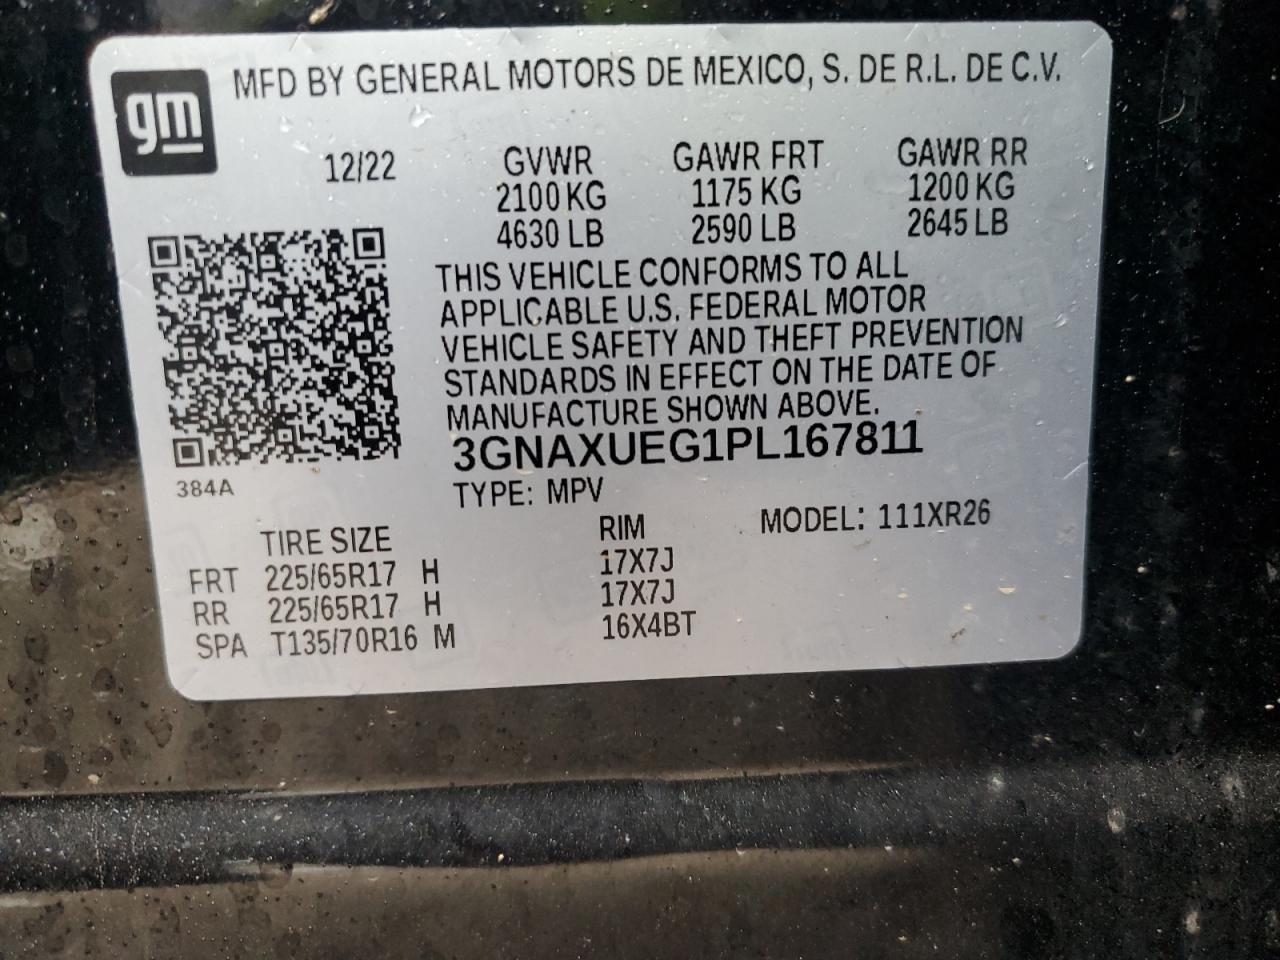 gm
MFD BY GENERAL MOTORS DE MEXICO, S. DE R.L. DE C.V.
12/22 GVWR GAWR FRT GAWR RR
2100 KG 1175 KG 1200 KG
4630 LB 2590 LB 2645 LB
THIS VEHICLE CONFORMS TO ALL
APPLICABLE U.S. FEDERAL MOTOR
VEHICLE SAFETY AND THEFT PREVENTION
STANDARDS IN EFFECT ON THE DATE OF
MANUFACTURE SHOWN ABOVE.
3GNAXUEG1PL167811
384A
TYPE: MPV
TIRE SIZE RIM MODEL: 111XR26
FRT 225/65R17 H 17X7J
RR 225/65R17 H 17X7J
SPA T135/70R16 M 16X4BT